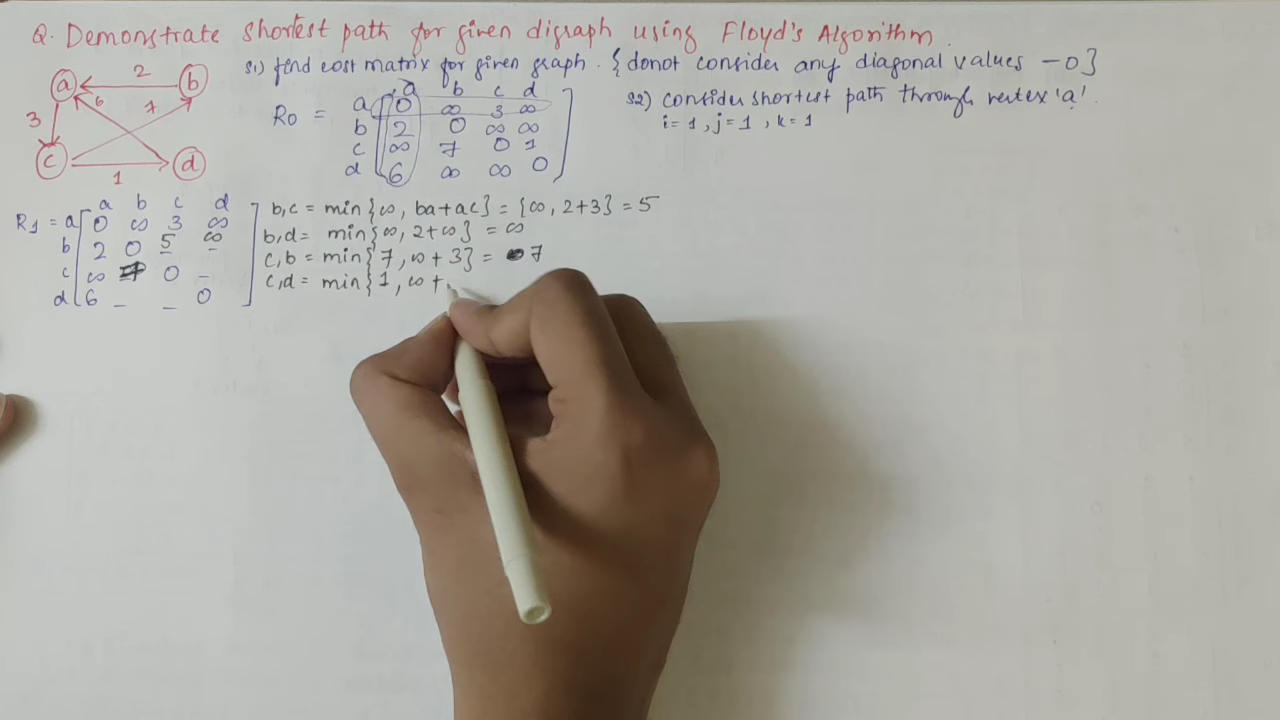 Q. Demonstrate shortest path for given digraph using Floyd's Algorithm.
a 2 b
3 6 7
c 1 d
S1) find cost matrix for given graph. {donot consider any diagonal values -0}
a b c d
R0 = a 0 ∞ 3 ∞
b 2 0 ∞ ∞
c ∞ 7 0 1
d 6 ∞ ∞ 0
S2) consider shortest path through vertex 'a'.
i=1, j=1, k=1
a b c d
R1 = a 0 ∞ 3 ∞
b 2 0 5 ∞
c ∞ 0 _
d 6 _ _ 0
b,c = min{∞, ba+ac} = {∞, 2+3} = 5
b,d = min{∞, 2+∞} = ∞
c,b = min{7, ∞+3} = 7
c,d = min{1, ∞+